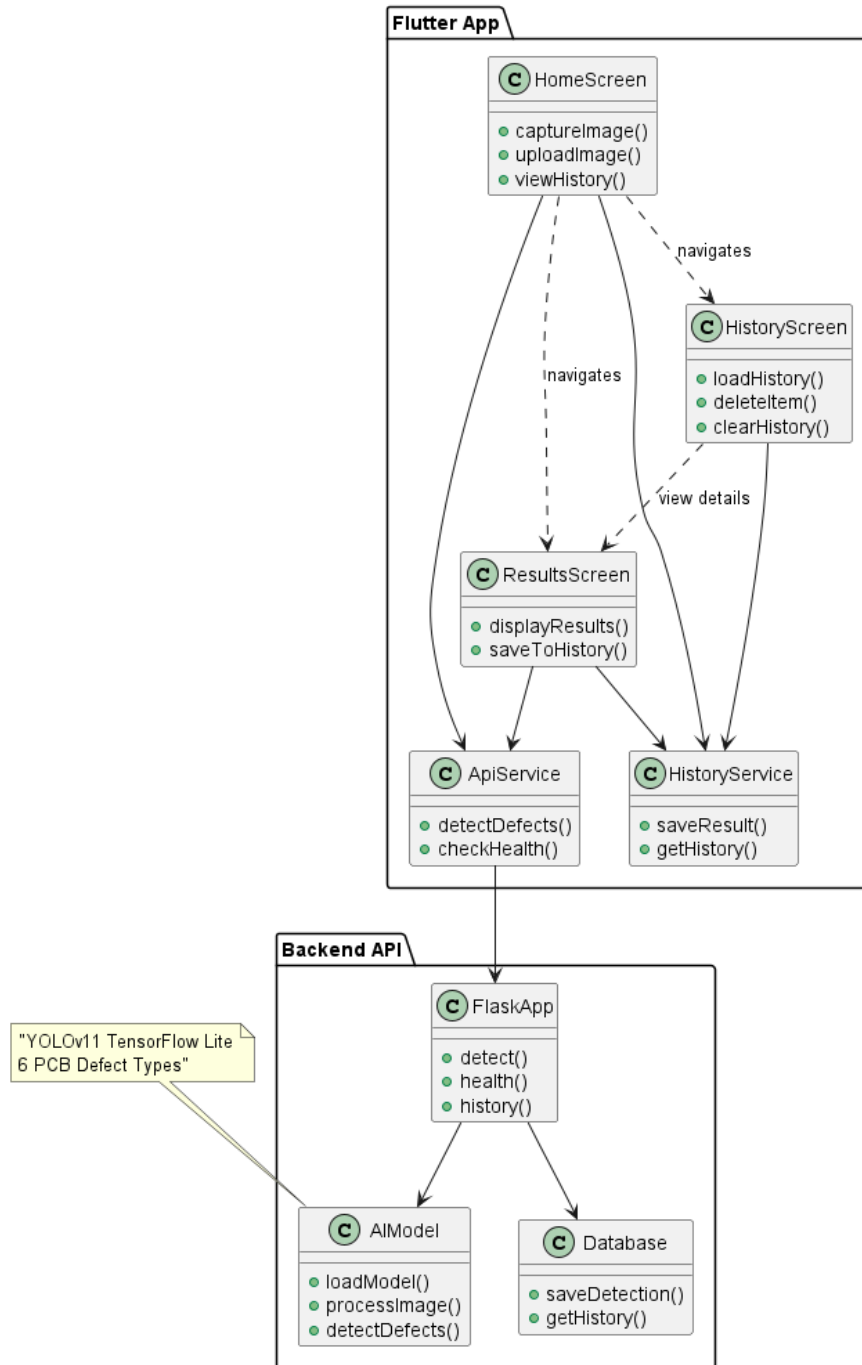 Flutter App
C HomeScreen
captureImage()
uploadImage()
viewHistory()
navigates
C HistoryScreen
loadHistory()
deleteItem()
clearHistory()
navigates
view details
C ResultsScreen
displayResults()
saveToHistory()
C ApiService
detectDefects()
checkHealth()
C HistoryService
saveResult()
getHistory()
Backend API
C FlaskApp
detect()
health()
history()
"YOLOv11 TensorFlow Lite
6 PCB Defect Types"
C AIModel
loadModel()
processImage()
detectDefects()
C Database
saveDetection()
getHistory()